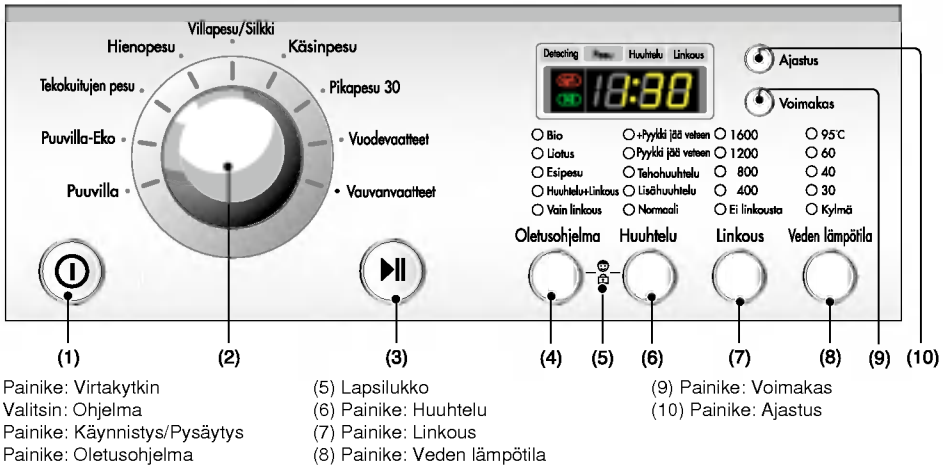 Villapesu/Silkki
Hienopesu
Käsinpesu
Tekokuitujen pesu
Pikapesu 30
Puuvilla-Eko
Vuodevaatteet
Puuvilla
Vauvanvaatteet
Detecting Huuhtelu Linkous
1:30
Ajastus
Voimakas
Bio +Pyykki jää veteen 1600 95°C
Liotus Pyykki jää veteen 1200 60
Esipesu Tehohuuhtelu 800 40
Huuhtelu+Linkous Lisähuuhtelu 400 30
Vain linkous Normaali Ei linkousta Kylmä
Oletusohjelma Huuhtelu Linkous Veden lämpötila
(1) (2) (3) (4) (5) (6) (7) (8) (9) (10)
Painike: Virtakytkin
Valitsin: Ohjelma
Painike: Käynnistys/Pysäytys
Painike: Oletusohjelma
(5) Lapsilukko
(6) Painike: Huuhtelu
(7) Painike: Linkous
(8) Painike: Veden lämpötila
(9) Painike: Voimakas
(10) Painike: Ajastus